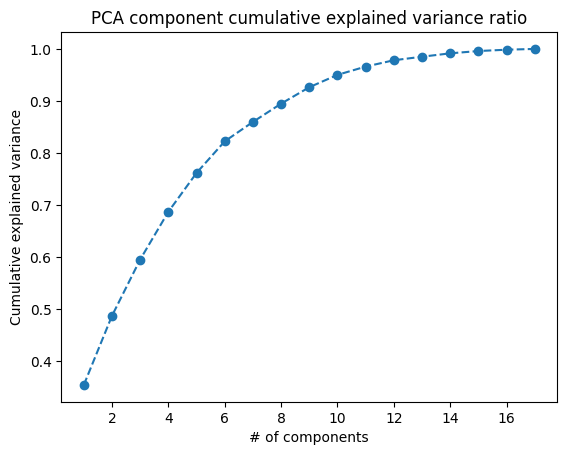 PCA component cumulative explained variance ratio
Cumulative explained variance
1.0
0.9
0.8
0.7
0.6
0.5
0.4
2 4 6 8 10 12 14 16
# of components